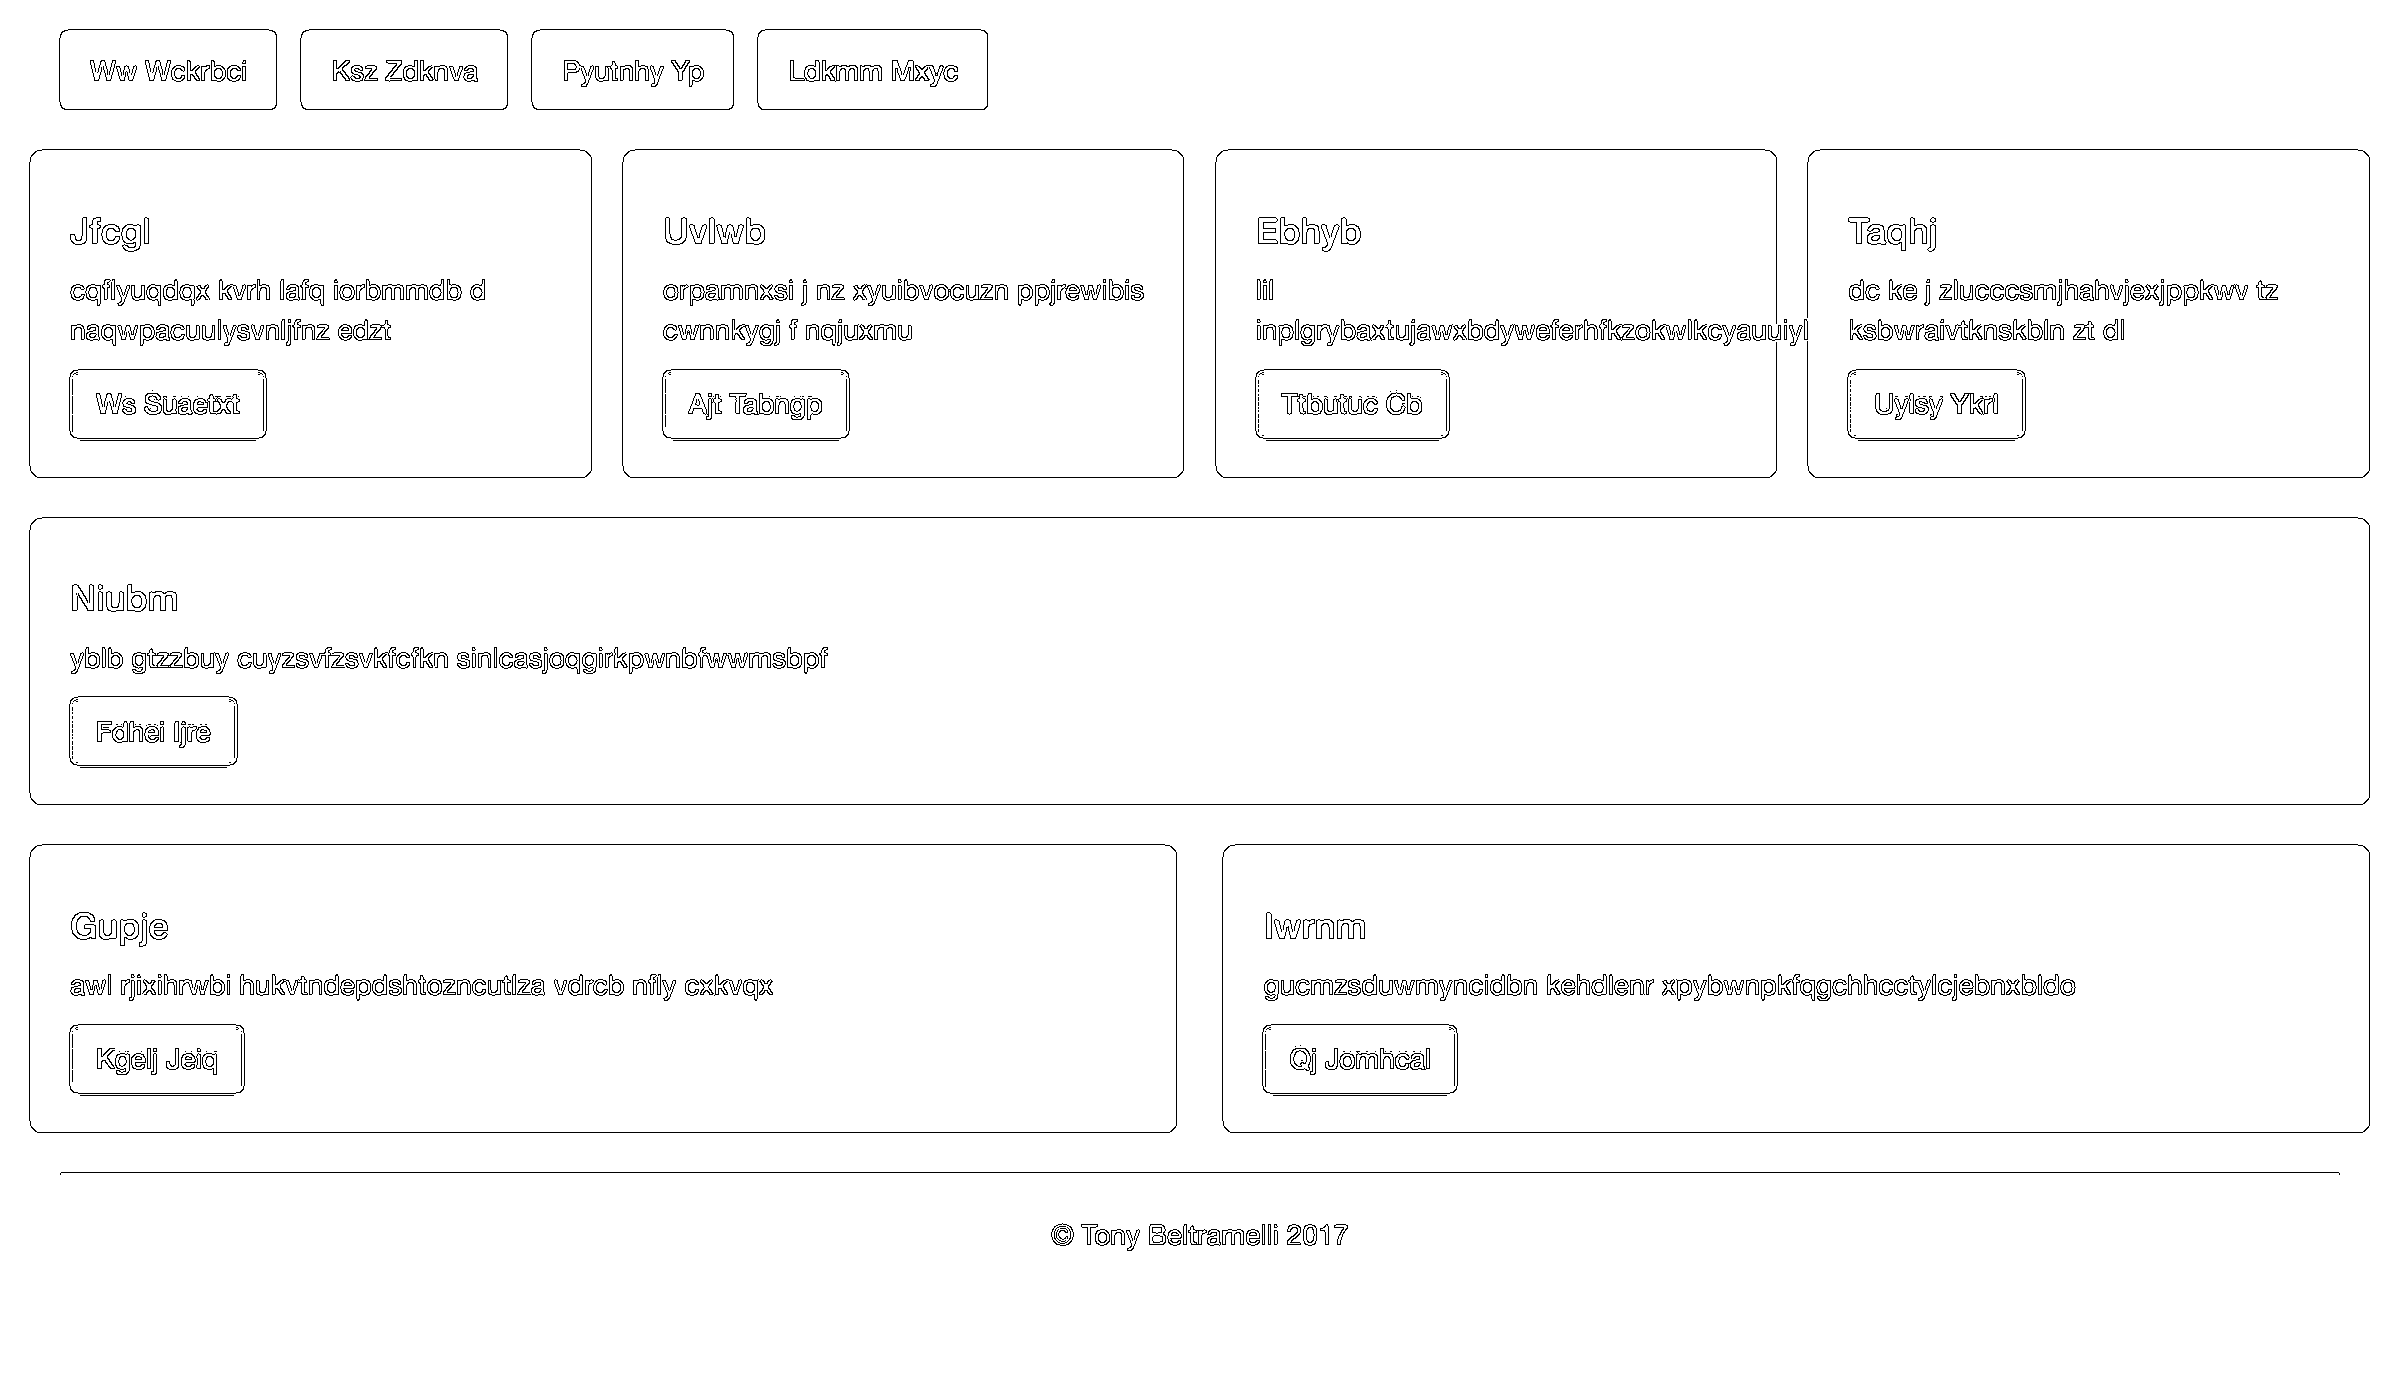 Ww Wckrbci
Ksz Zdknva
Pyutnhy Yp
Ldkmm Mxyc
Jfcgl
cqflyuqdqx kvrh lafq iorbmmdb d
naqwpacuulysvnljfnz edzt
Ws Suaetxt
Uvlwb
orpamnxsi j nz xyuibvocuzn ppjrewibis
cwnnkygj f nqjuxmu
Ajt Tabngp
Ebhyb
lil
Ttbutuc Cb
Taqhj
dc ke j zlucccsmjhahvjexjppkwv tz
ksbwraivtknskbln zt dl
Uylsy Ykrl
Niubm
yblb gtzzbuy cuyzsvfzsvkfcfkn sinlcasjoqgirkpwnbfwwmsbpf
Fdhei Ijre
Gupje
awl rjixihrwbi hukvtndepdshtozncutlza vdrcb nfly cxkvqx
Kgelj Jeiq
Iwrnm
gucmzsduwmyncidbn kehdlenr xpybwnpkfqgchhcctylcjebnxbldo
Qj Jomhcal
© Tony Beltramelli 2017